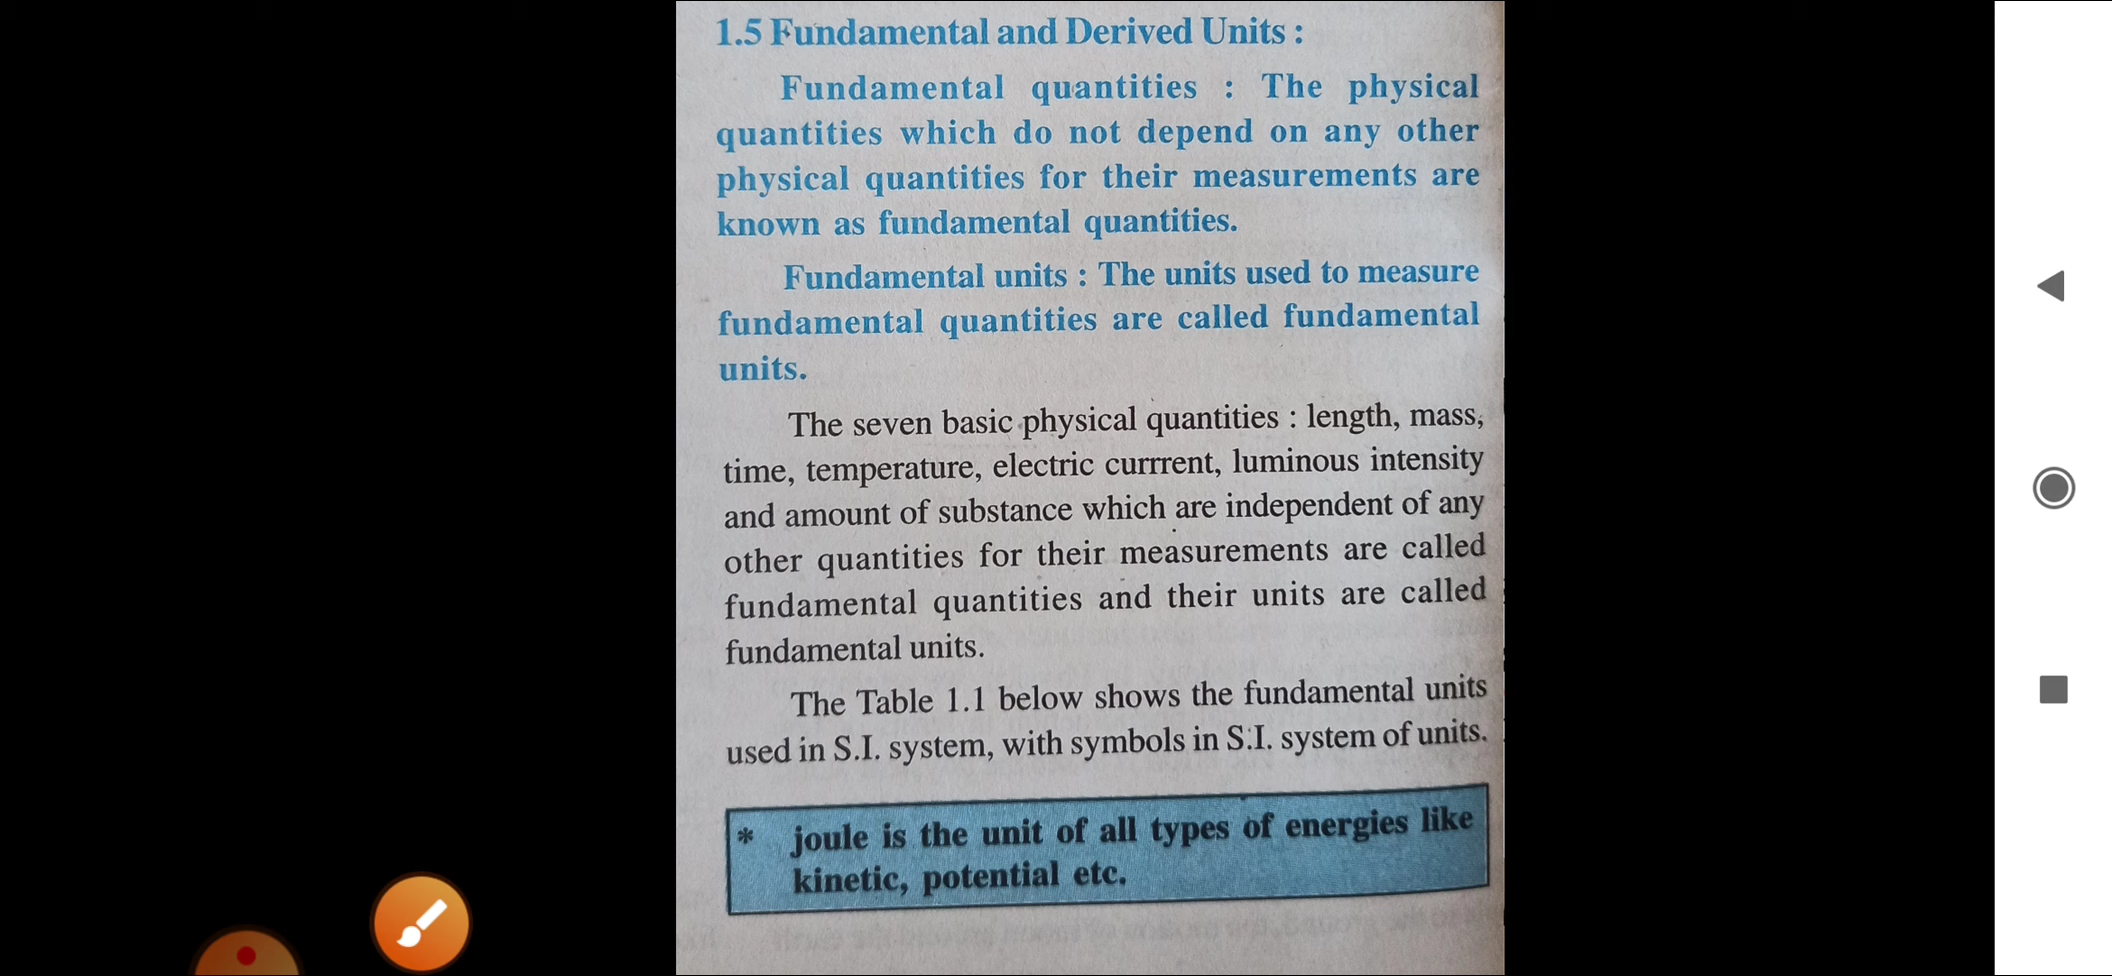 1.5 Fundamental and Derived Units :
Fundamental quantities : The physical
quantities which do not depend on any other
physical quantities for their measurements are
known as fundamental quantities.
Fundamental units : The units used to measure
fundamental quantities are called fundamental
units.
The seven basic physical quantities : length, mass,
time, temperature, electric currrent, luminous intensity
and amount of substance which are independent of any
other quantities for their measurements are called
fundamental quantities and their units are called
fundamental units.
The Table 1.1 below shows the fundamental units
used in S.I. system, with symbols in S.I. system of units.
* joule is the unit of all types of energies like
kinetic, potential etc.